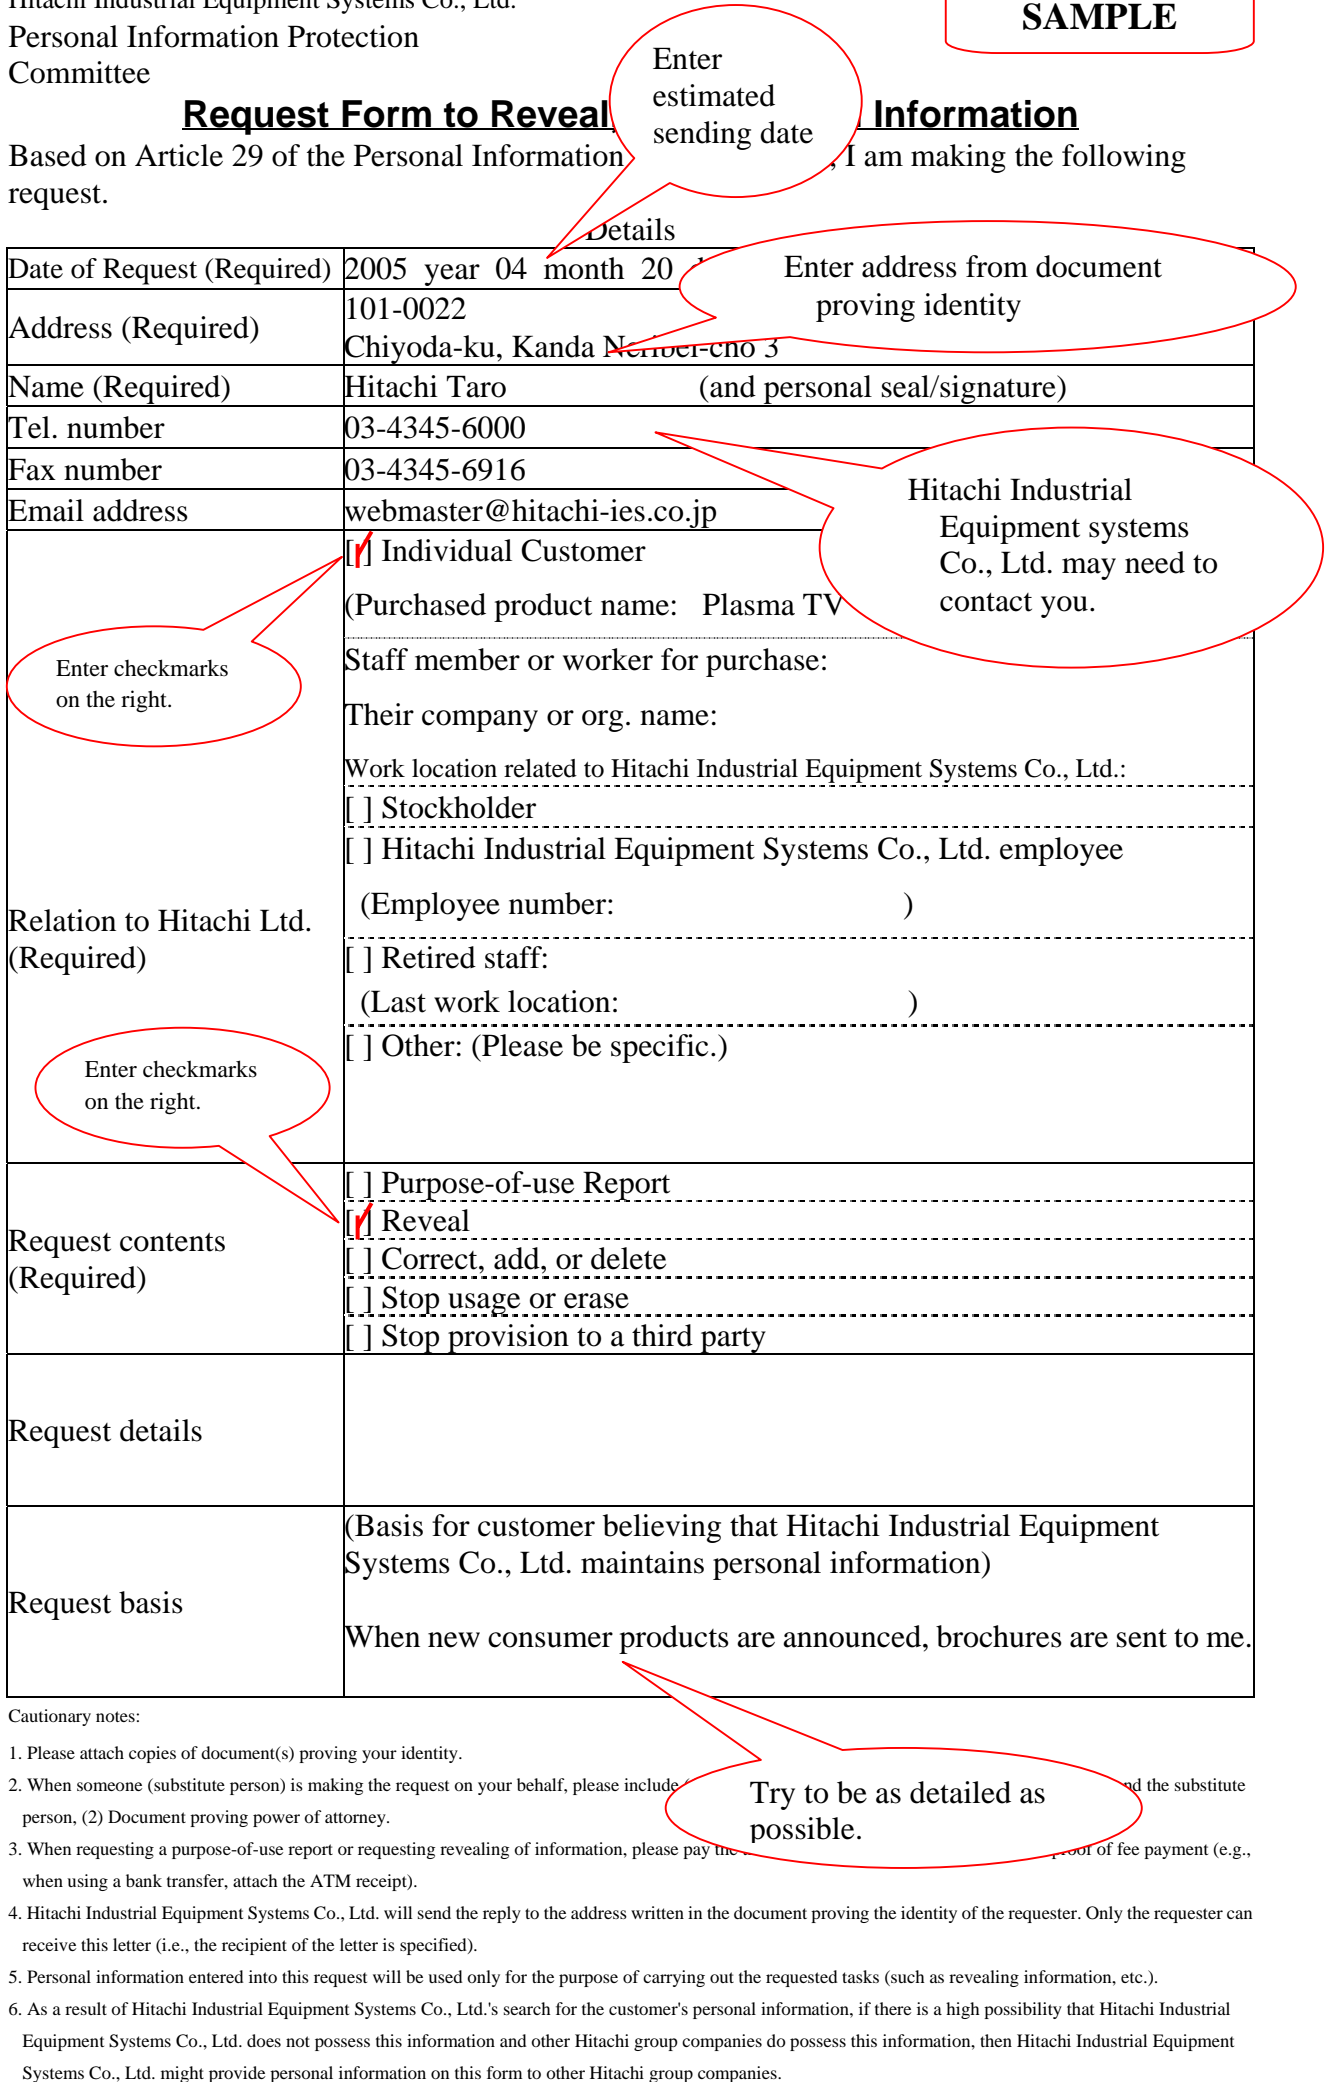 Hitachi Industrial Equipment Systems Co., Ltd.
SAMPLE
Personal Information Protection
Committee
Enter
estimated
sending date
Request Form to Reveal, Information
Based on Article 29 of the Personal Information , I am making the following
request.
Details
Date of Request (Required) 2005 year 04 month 20
Enter address from document
proving identity
Address (Required)
101-0022
Chiyoda-ku, Kanda Neribei-cho 3
Name (Required) Hitachi Taro (and personal seal/signature)
Tel. number 03-4345-6000
Fax number 03-4345-6916
Email address webmaster@hitachi-ies.co.jp
Hitachi Industrial
Equipment systems
Co., Ltd. may need to
contact you.
Enter checkmarks
on the right.
Relation to Hitachi Ltd.
(Required)
[✓] Individual Customer
(Purchased product name: Plasma TV
Staff member or worker for purchase:
Their company or org. name:
Work location related to Hitachi Industrial Equipment Systems Co., Ltd.:
[ ] Stockholder
[ ] Hitachi Industrial Equipment Systems Co., Ltd. employee
(Employee number: )
[ ] Retired staff:
(Last work location: )
[ ] Other: (Please be specific.)
Enter checkmarks
on the right.
Request contents
(Required)
[ ] Purpose-of-use Report
[✓] Reveal
[ ] Correct, add, or delete
[ ] Stop usage or erase
[ ] Stop provision to a third party
Request details
Request basis
(Basis for customer believing that Hitachi Industrial Equipment
Systems Co., Ltd. maintains personal information)
When new consumer products are announced, brochures are sent to me.
Try to be as detailed as
possible.
Cautionary notes:
1. Please attach copies of document(s) proving your identity.
2. When someone (substitute person) is making the request on your behalf, please include and the substitute
person, (2) Document proving power of attorney.
3. When requesting a purpose-of-use report or requesting revealing of information, please pay the proof of fee payment (e.g.,
when using a bank transfer, attach the ATM receipt).
4. Hitachi Industrial Equipment Systems Co., Ltd. will send the reply to the address written in the document proving the identity of the requester. Only the requester can
receive this letter (i.e., the recipient of the letter is specified).
5. Personal information entered into this request will be used only for the purpose of carrying out the requested tasks (such as revealing information, etc.).
6. As a result of Hitachi Industrial Equipment Systems Co., Ltd.'s search for the customer's personal information, if there is a high possibility that Hitachi Industrial
Equipment Systems Co., Ltd. does not possess this information and other Hitachi group companies do possess this information, then Hitachi Industrial Equipment
Systems Co., Ltd. might provide personal information on this form to other Hitachi group companies.